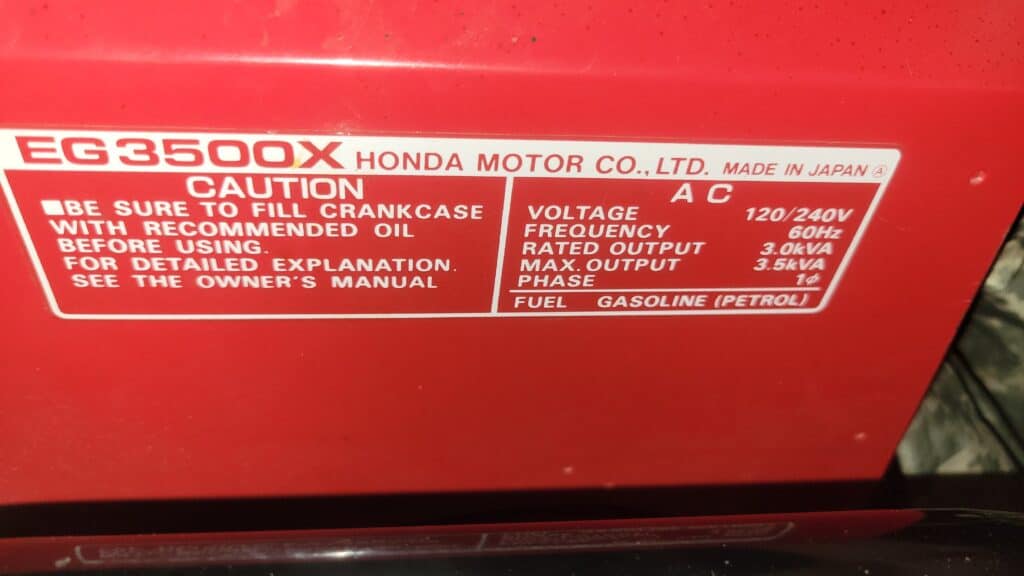 EG3500X HONDA MOTOR CO., LTD. MADE IN JAPAN Ⓐ
CAUTION
■BE SURE TO FILL CRANKCASE
WITH RECOMMENDED OIL
BEFORE USING.
FOR DETAILED EXPLANATION.
SEE THE OWNER'S MANUAL
AC
VOLTAGE 120/240V
FREQUENCY 60Hz
RATED OUTPUT 3.0kVA
MAX. OUTPUT 3.5kVA
PHASE 1ϕ
FUEL GASOLINE (PETROL)